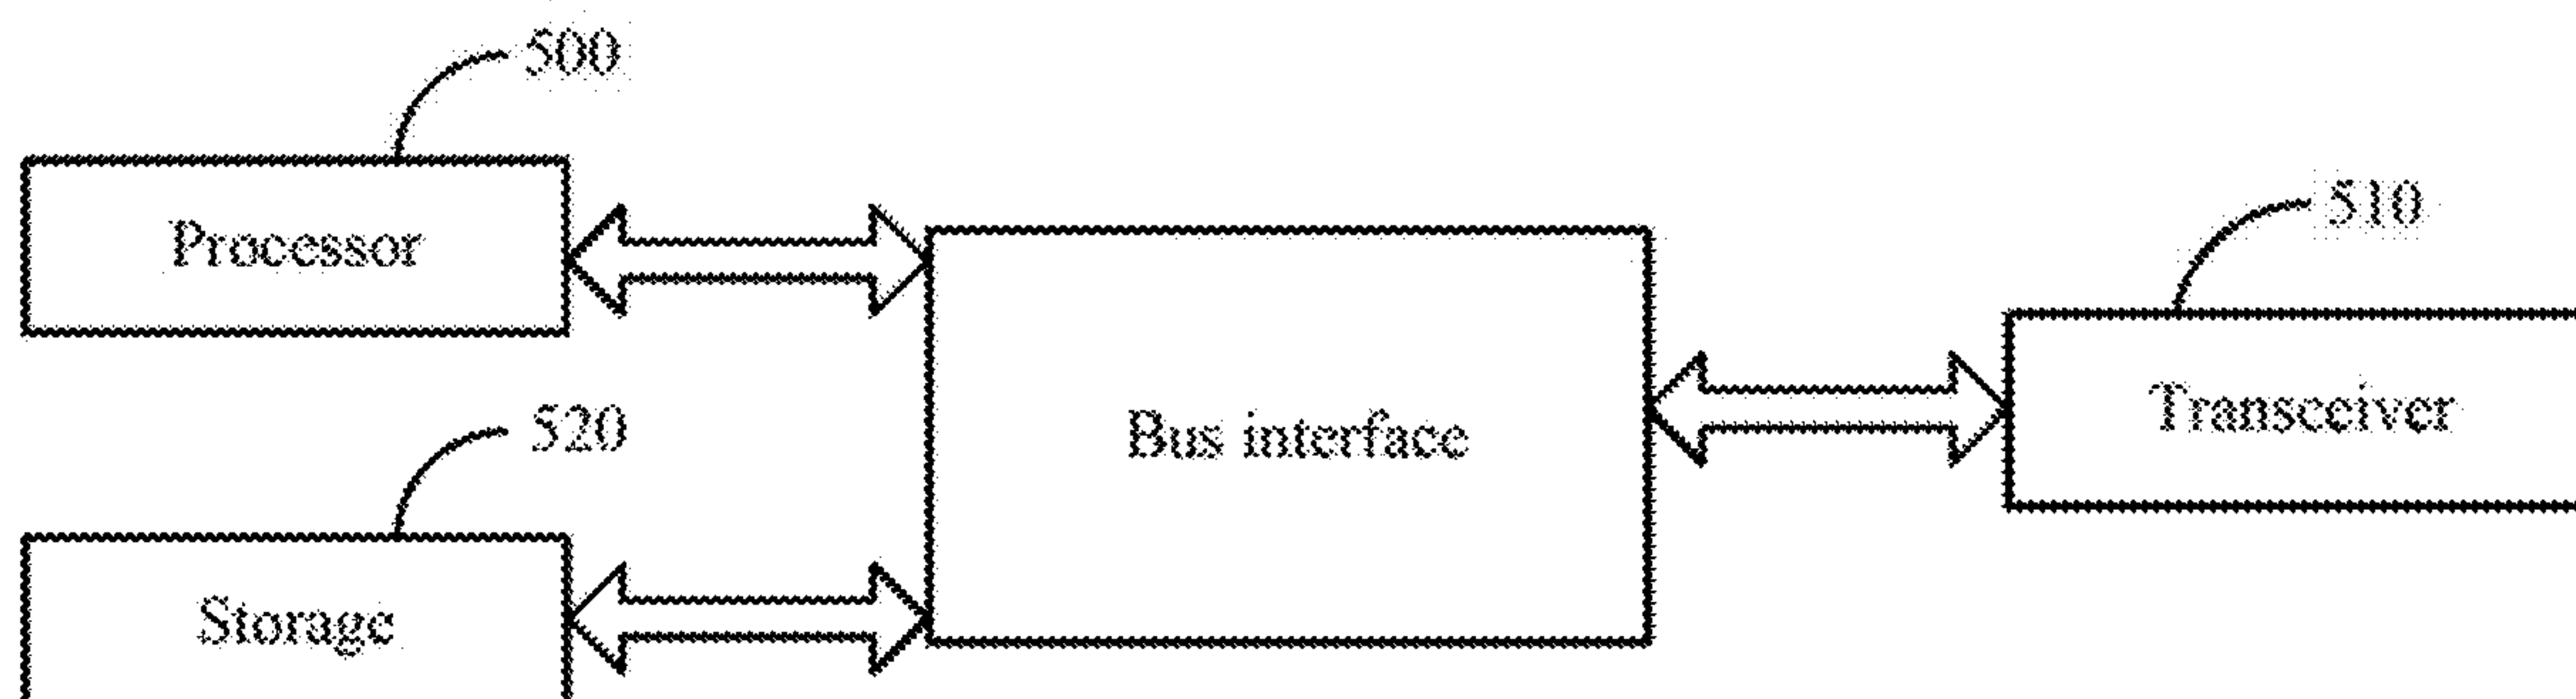 500
Processor
510
Bus interface
Transceiver
520
Storage